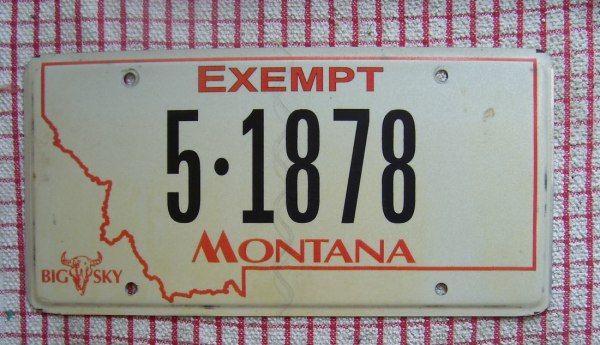 EXEMPT
5·1878
MONTANA
BIG SKY